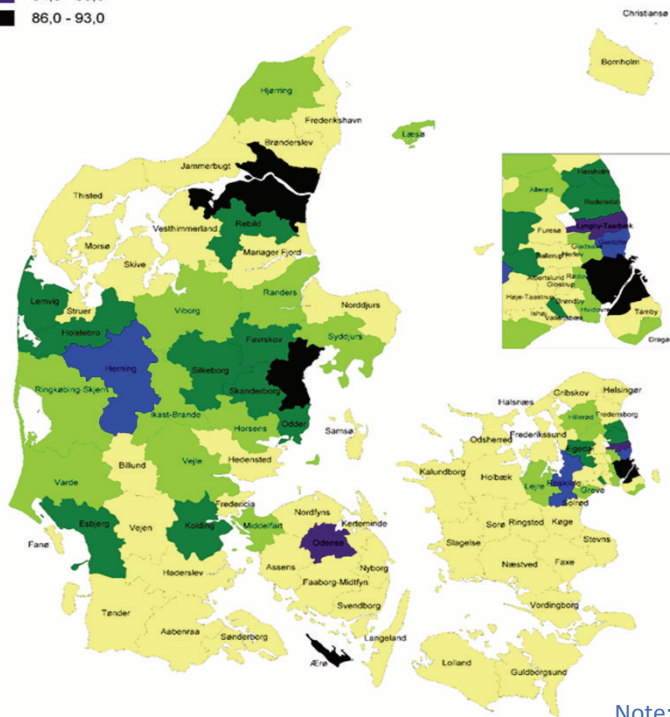 86,0 - 93,0
Christiansø
Bornholm
Hjørring
Frederikshavn
Læsø
Brønderslev
Jammerbugt
Thisted
Vesthimmerland
Rebild
Morsø
Mariager Fjord
Skive
Lemvig
Struer
Holstebro
Viborg
Randers
Norddjurs
Syddjurs
Favrskov
Herning
Silkeborg
Skanderborg
Ringkøbing-Skjern
Ikast-Brande
Odder
Horsens
Samsø
Hedensted
Billund
Vejle
Varde
Fredericia
Esbjerg
Vejen
Kolding
Middelfart
Fanø
Haderslev
Tønder
Aabenraa
Sønderborg
Nordfyns
Kerteminde
Odense
Assens
Nyborg
Faaborg-Midtfyn
Svendborg
Langeland
Ærø
Hørsholm
Allerød
Rudersdal
Furesø
Lyngby-Taarbæk
Gladsaxe
Gentofte
Ballerup
Herlev
Albertslund
Rødovre
Glostrup
Høje-Taastrup
Brøndby
Ishøj
Vallensbæk
Hvidovre
Tårnby
Gribskov
Helsingør
Halsnæs
Hillerød
Fredensborg
Frederikssund
Odsherred
Egedal
Kalundborg
Holbæk
Lejre
Roskilde
Greve
Solrød
Sorø
Ringsted
Køge
Stevns
Slagelse
Næstved
Faxe
Vordingborg
Lolland
Guldborgsund